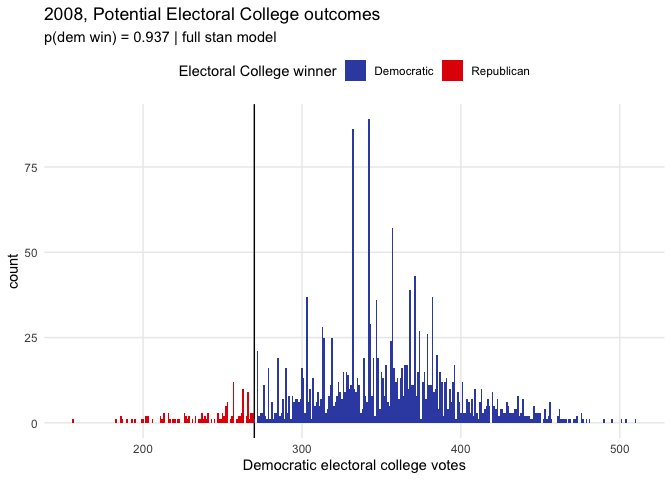 2008, Potential Electoral College outcomes
p(dem win) = 0.937 | full stan model
Electoral College winner Democratic Republican
75
50
25
0
count
200 300 400 500
Democratic electoral college votes